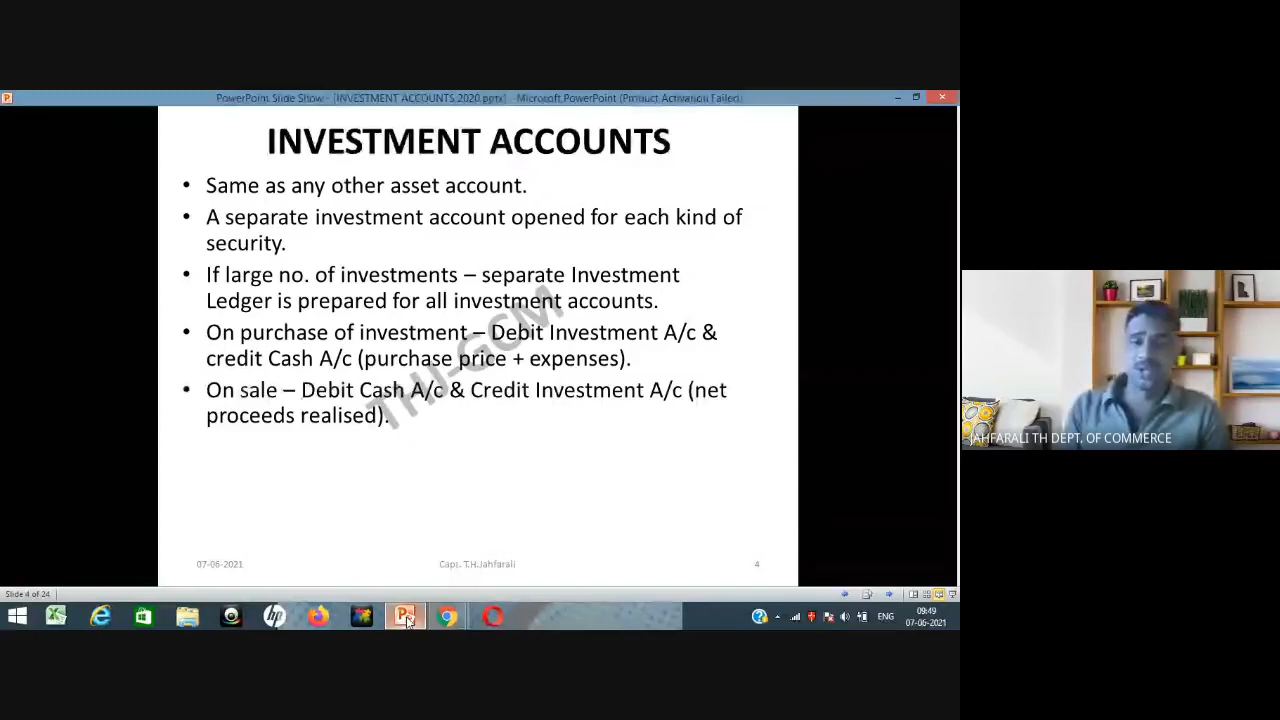 PowerPoint Slide Show - [INVESTMENT ACCOUNTS 2020.pptx] - Microsoft PowerPoint (Product Activation Failed)
INVESTMENT ACCOUNTS
• Same as any other asset account.
• A separate investment account opened for each kind of
security.
• If large no. of investments – separate Investment
Ledger is prepared for all investment accounts.
• On purchase of investment – Debit Investment A/c &
credit Cash A/c (purchase price + expenses).
• On sale – Debit Cash A/c & Credit Investment A/c (net
proceeds realised).
THJ-GCM
07-06-2021
Capt. T.H.Jahfarali
4
JAHFARALI TH DEPT. OF COMMERCE
Slide 4 of 24
ENG
09:49
07-06-2021